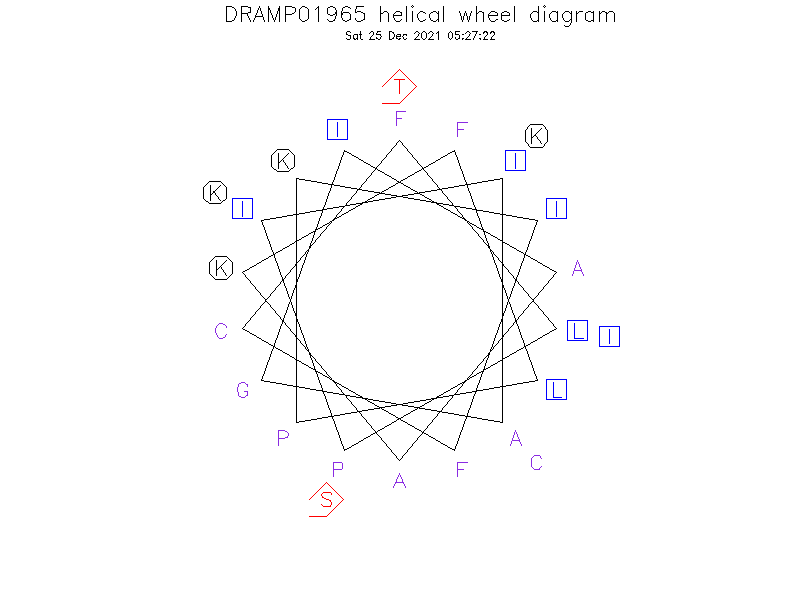 DRAMP01965 helical wheel diagram
Sat 25 Dec 2021 05:27:22
T
F
I F K
K I
K I I
K A
C L I
G L
P A
P A F C
S